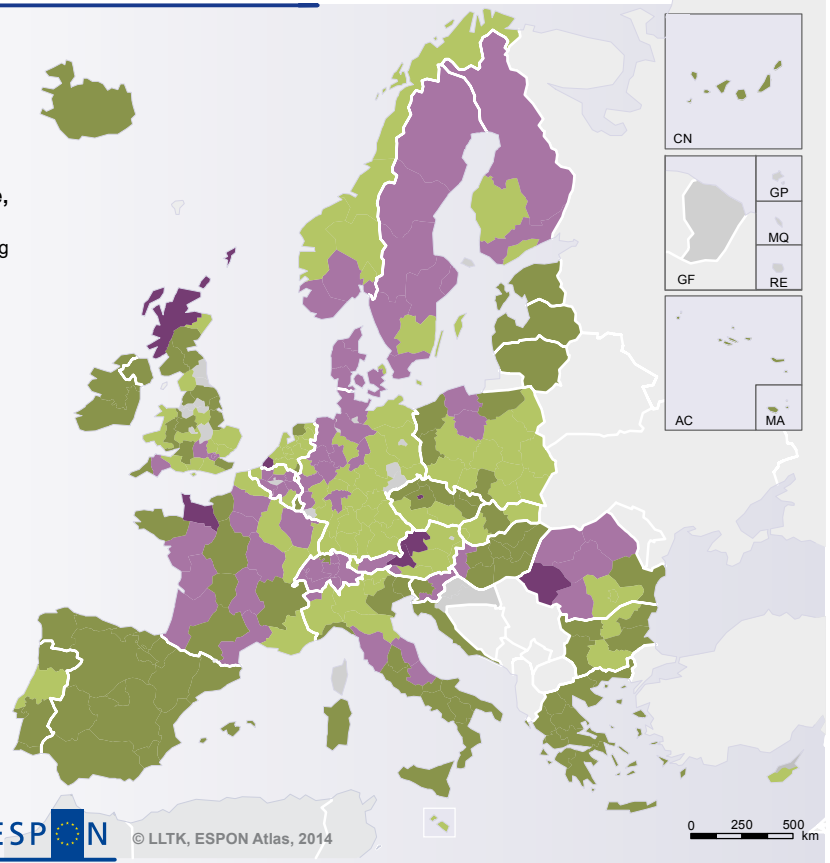 ,
g
CN
GP
MQ
RE
GF
AC
MA
ESPON
© LLTK, ESPON Atlas, 2014
0 250 500
km